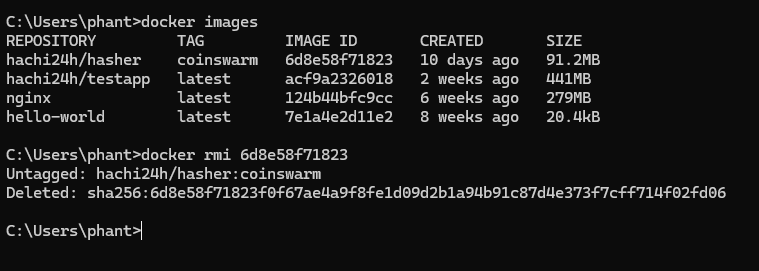 C:\Users\phant>docker images
REPOSITORY TAG IMAGE ID CREATED SIZE
hachi24h/hasher coinswarm 6d8e58f71823 10 days ago 91.2MB
hachi24h/testapp latest acf9a2326018 2 weeks ago 441MB
nginx latest 124b44bfc9cc 6 weeks ago 279MB
hello-world latest 7e1a4e2d11e2 8 weeks ago 20.4kB
C:\Users\phant>docker rmi 6d8e58f71823
Untagged: hachi24h/hasher:coinswarm
Deleted: sha256:6d8e58f71823f0f67ae4a9f8fe1d09d2b1a94b91c87d4e373f7cff714f02fd06
C:\Users\phant>